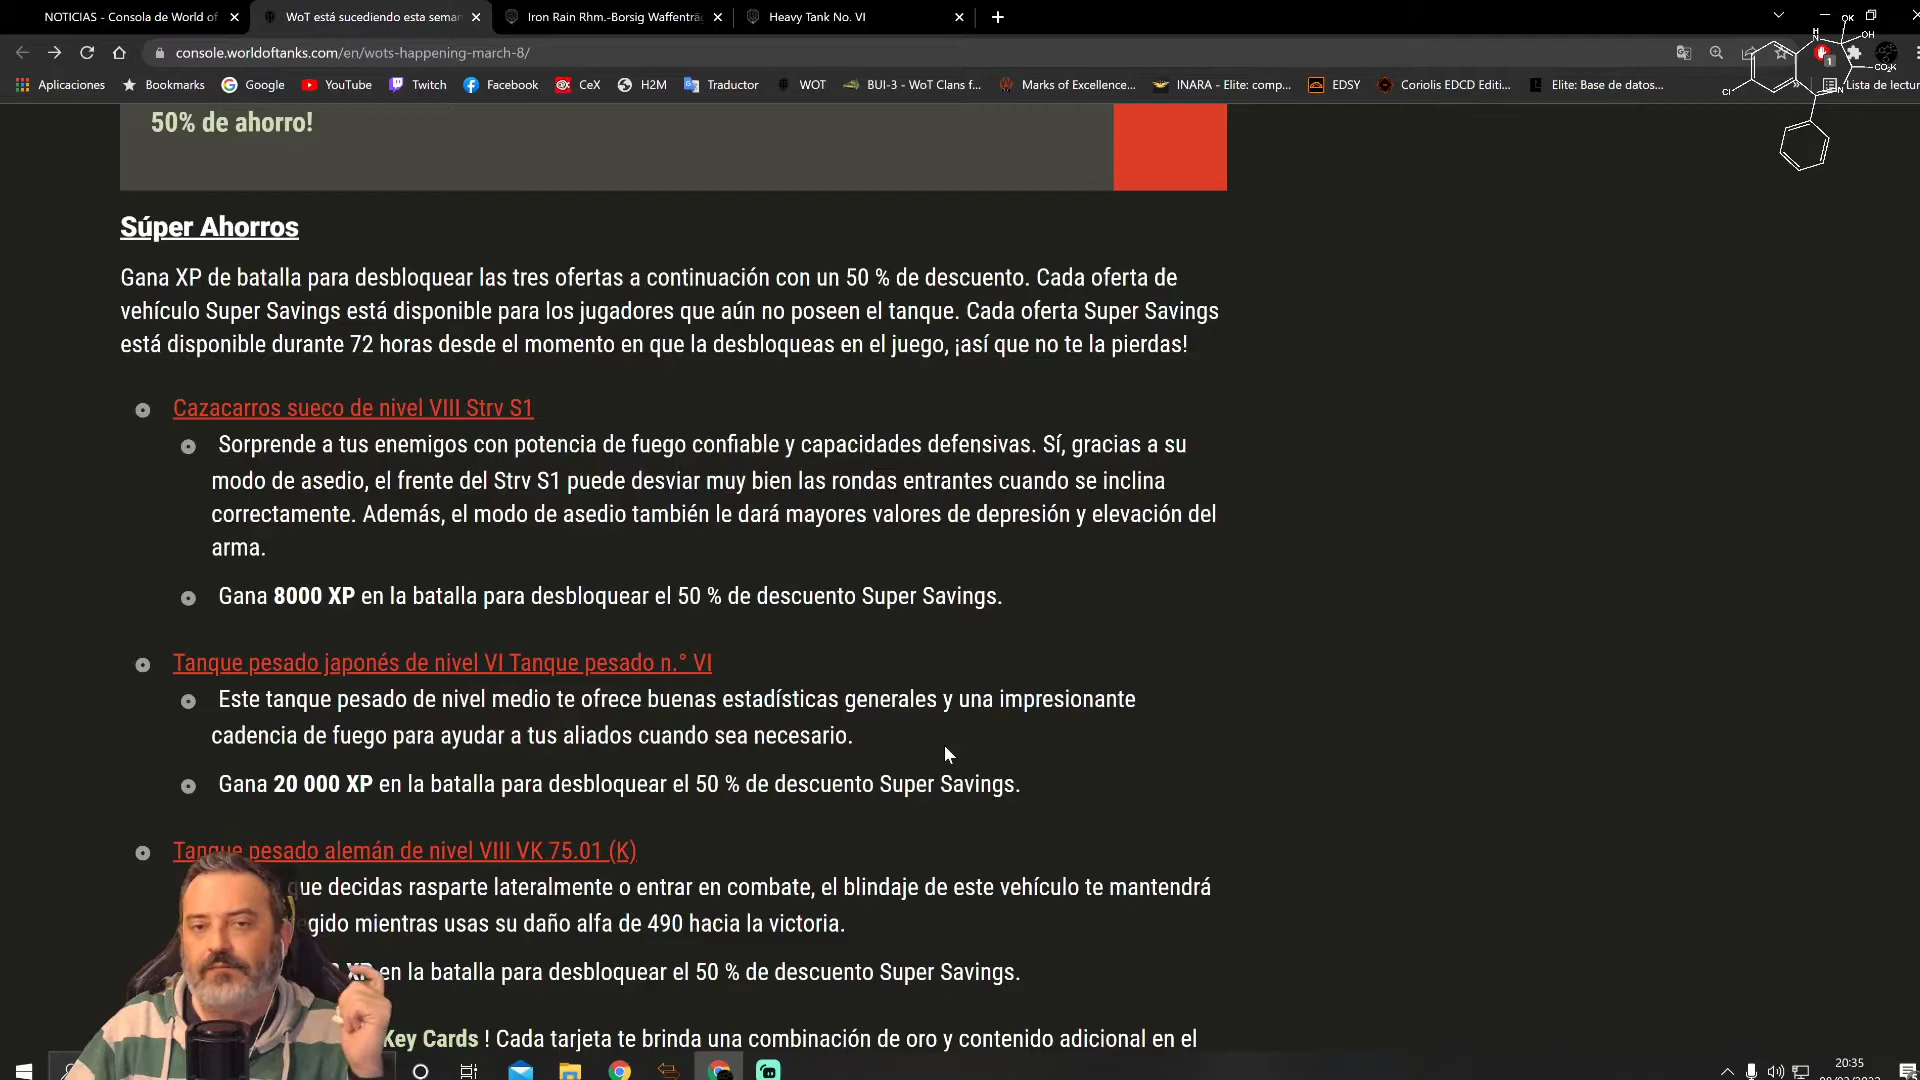 NOTICIAS - Consola de World of
WoT está sucediendo esta seman
Iron Rain Rhm.-Borsig Waffenträg
Heavy Tank No. VI
console.worldoftanks.com/en/wots-happening-march-8/
Aplicaciones
Bookmarks
Google
YouTube
Twitch
Facebook
CeX
H2M
Traductor
WOT
BUI-3 - WoT Clans f...
Marks of Excellence...
INARA - Elite: comp...
EDSY
Coriolis EDCD Editi...
Elite: Base de datos...
Lista de lectur
H
N
OK
OH
CO₂K
N
Cl
50% de ahorro!
Súper Ahorros
Gana XP de batalla para desbloquear las tres ofertas a continuación con un 50 % de descuento. Cada oferta de
vehículo Super Savings está disponible para los jugadores que aún no poseen el tanque. Cada oferta Super Savings
está disponible durante 72 horas desde el momento en que la desbloqueas en el juego, ¡así que no te la pierdas!
Cazacarros sueco de nivel VIII Strv S1
Sorprende a tus enemigos con potencia de fuego confiable y capacidades defensivas. Sí, gracias a su
modo de asedio, el frente del Strv S1 puede desviar muy bien las rondas entrantes cuando se inclina
correctamente. Además, el modo de asedio también le dará mayores valores de depresión y elevación del
arma.
Gana 8000 XP en la batalla para desbloquear el 50 % de descuento Super Savings.
Tanque pesado japonés de nivel VI Tanque pesado n.° VI
Este tanque pesado de nivel medio te ofrece buenas estadísticas generales y una impresionante
cadencia de fuego para ayudar a tus aliados cuando sea necesario.
Gana 20 000 XP en la batalla para desbloquear el 50 % de descuento Super Savings.
Tanque pesado alemán de nivel VIII VK 75.01 (K)
que decidas rasparte lateralmente o entrar en combate, el blindaje de este vehículo te mantendrá
egido mientras usas su daño alfa de 490 hacia la victoria.
XP en la batalla para desbloquear el 50 % de descuento Super Savings.
Key Cards ! Cada tarjeta te brinda una combinación de oro y contenido adicional en el
20:35